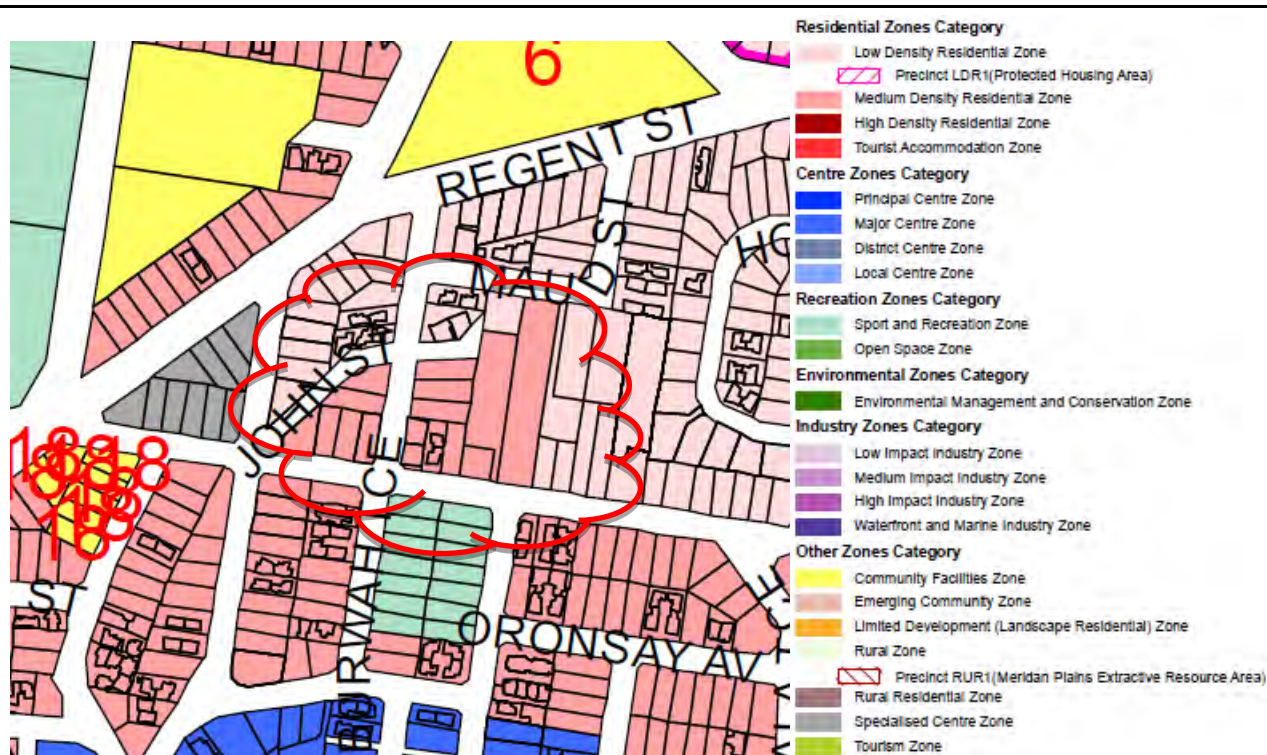 6
REGENT ST
MAUD ST
HO
JOHN ST
BURWAH
CE
ST
ORONSAY AV
CE
18
Residential Zones Category
Low Density Residential Zone
Precinct LDR1(Protected Housing Area)
Medium Density Residential Zone
High Density Residential Zone
Tourist Accommodation Zone
Centre Zones Category
Principal Centre Zone
Major Centre Zone
District Centre Zone
Local Centre Zone
Recreation Zones Category
Sport and Recreation Zone
Open Space Zone
Environmental Zones Category
Environmental Management and Conservation Zone
Industry Zones Category
Low Impact Industry Zone
Medium Impact Industry Zone
High Impact Industry Zone
Waterfront and Marine Industry Zone
Other Zones Category
Community Facilities Zone
Emerging Community Zone
Limited Development (Landscape Residential) Zone
Rural Zone
Precinct RUR1(Meridan Plains Extractive Resource Area)
Rural Residential Zone
Specialised Centre Zone
Tourism Zone